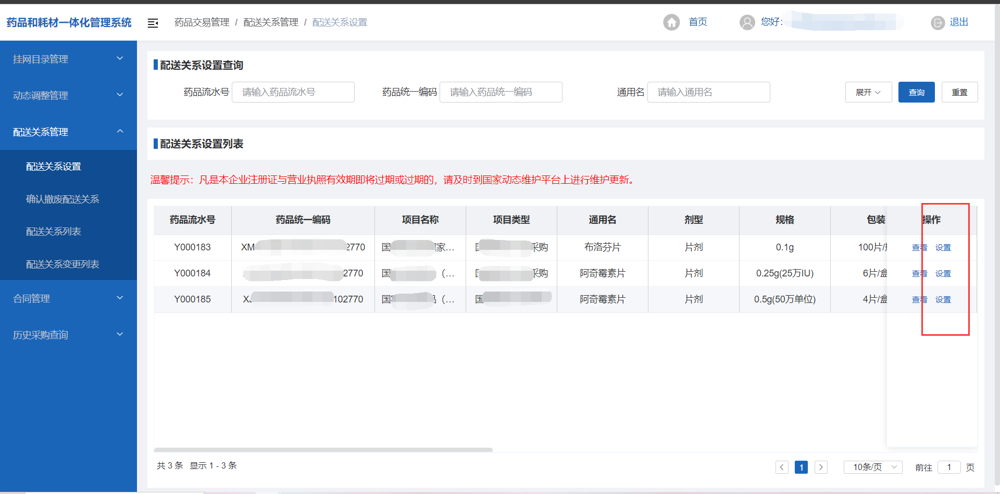 药品和耗材一体化管理系统
药品交易管理 / 配送关系管理 / 配送关系设置
首页
您好:
退出
挂网目录管理
动态调整管理
配送关系管理
配送关系设置
确认撤废配送关系
配送关系列表
配送关系变更列表
合同管理
历史采购查询
配送关系设置查询
药品流水号 请输入药品流水号 药品统一编码 请输入药品统一编码 通用名 请输入通用名 展开 查询 重置
配送关系设置列表
温馨提示：凡是本企业注册证与营业执照有效期即将过期或过期的，请及时到国家动态维护平台上进行维护更新。
药品流水号 药品统一编码 项目名称 项目类型 通用名 剂型 规格 包装 操作
Y000183 XM 2770 国 家... 采购 布洛芬片 片剂 0.1g 100片/ 查看 设置
Y000184 2770 国 （... 采购 阿奇霉素片 片剂 0.25g(25万IU) 6片/盒 查看 设置
Y000185 XJ 102770 国 品（... 国 阿奇霉素片 片剂 0.5g(50万单位) 4片/盒 查看 设置
共 3 条 显示 1 - 3 条
1 10条/页 前往 1 页